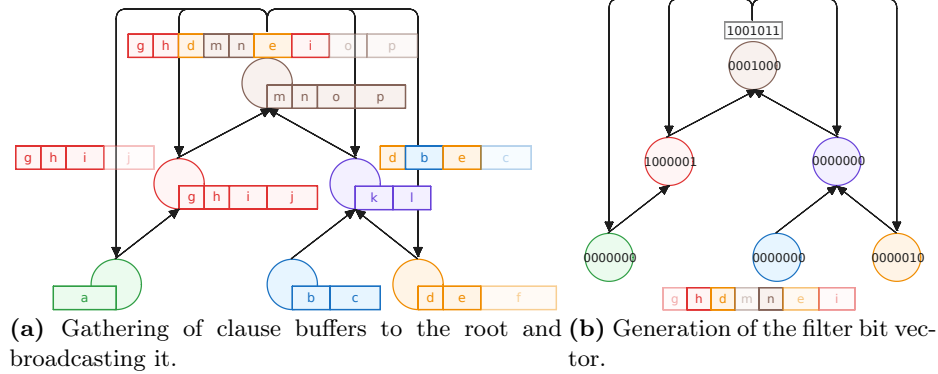 g h d m n e i o p
1001011
m n o p
0001000
g h i j
d b e c
1000001
0000000
g h i j
k l
0000000
0000000
0000010
a
b c
d e f
g h d m n e i
(a) Gathering of clause buffers to the root and
broadcasting it.
(b) Generation of the filter bit vec-
tor.